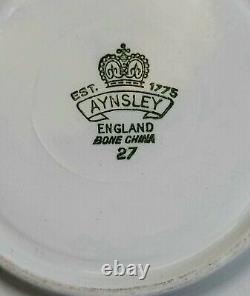 EST. 1775
AYNSLEY
ENGLAND
BONE CHINA
27